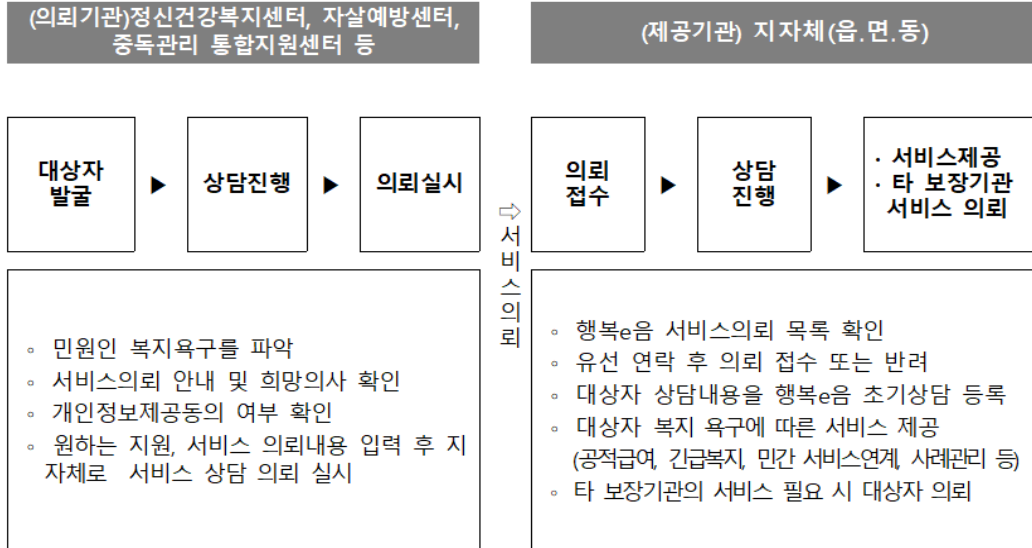 (의뢰기관)정신건강복지센터, 자살예방센터,
중독관리 통합지원센터 등
대상자
발굴
▶
상담진행
▶
의뢰실시
◦ 민원인 복지욕구를 파악
◦ 서비스의뢰 안내 및 희망의사 확인
◦ 개인정보제공동의 여부 확인
◦ 원하는 지원, 서비스 의뢰내용 입력 후 지
자체로 서비스 상담 의뢰 실시
⇨
서
비
스
의
뢰
(제공기관) 지자체(읍.면.동)
의뢰
접수
▶
상담
진행
▶
· 서비스제공
· 타 보장기관
서비스 의뢰
◦ 행복e음 서비스의뢰 목록 확인
◦ 유선 연락 후 의뢰 접수 또는 반려
◦ 대상자 상담내용을 행복e음 초기상담 등록
◦ 대상자 복지 욕구에 따른 서비스 제공
(공적급여, 긴급복지, 민간 서비스연계, 사례관리 등)
◦ 타 보장기관의 서비스 필요 시 대상자 의뢰